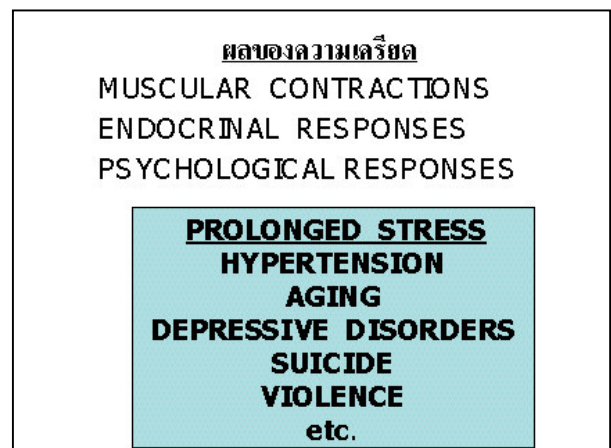 ผลของความเครียด
MUSCULAR CONTRACTIONS
ENDOCRINAL RESPONSES
PSYCHOLOGICAL RESPONSES
PROLONGED STRESS
HYPERTENSION
AGING
DEPRESSIVE DISORDERS
SUICIDE
VIOLENCE
etc.